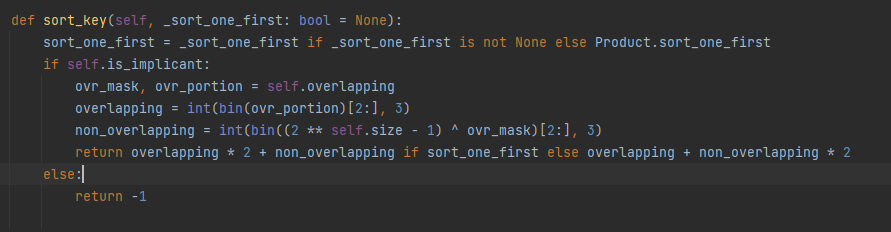 def sort_key(self, _sort_one_first: bool = None):
    sort_one_first = _sort_one_first if _sort_one_first is not None else Product.sort_one_first
    if self.is_implicant:
        ovr_mask, ovr_portion = self.overlapping
        overlapping = int(bin(ovr_portion)[2:], 3)
        non_overlapping = int(bin((2 ** self.size - 1) ^ ovr_mask)[2:], 3)
        return overlapping * 2 + non_overlapping if sort_one_first else overlapping + non_overlapping * 2
    else:
        return -1